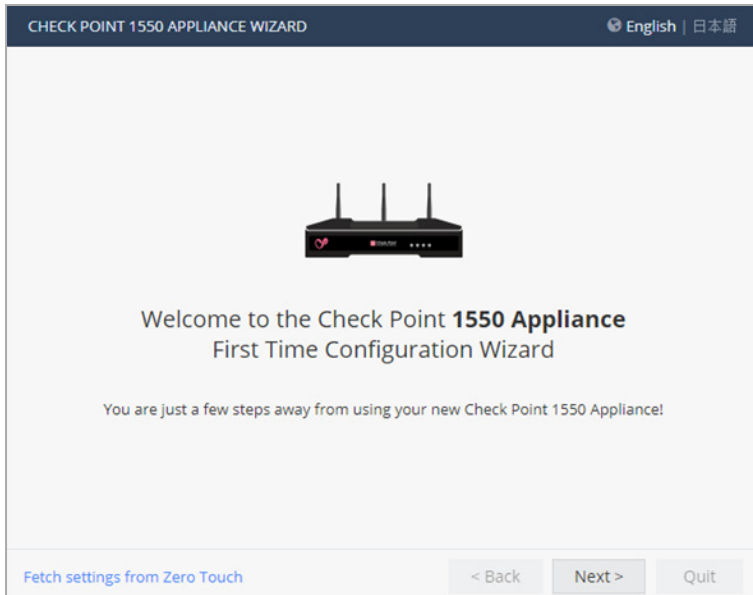 CHECK POINT 1550 APPLIANCE WIZARD
English | 日本語
Check Point
Welcome to the Check Point 1550 Appliance
First Time Configuration Wizard
You are just a few steps away from using your new Check Point 1550 Appliance!
Fetch settings from Zero Touch
< Back
Next >
Quit